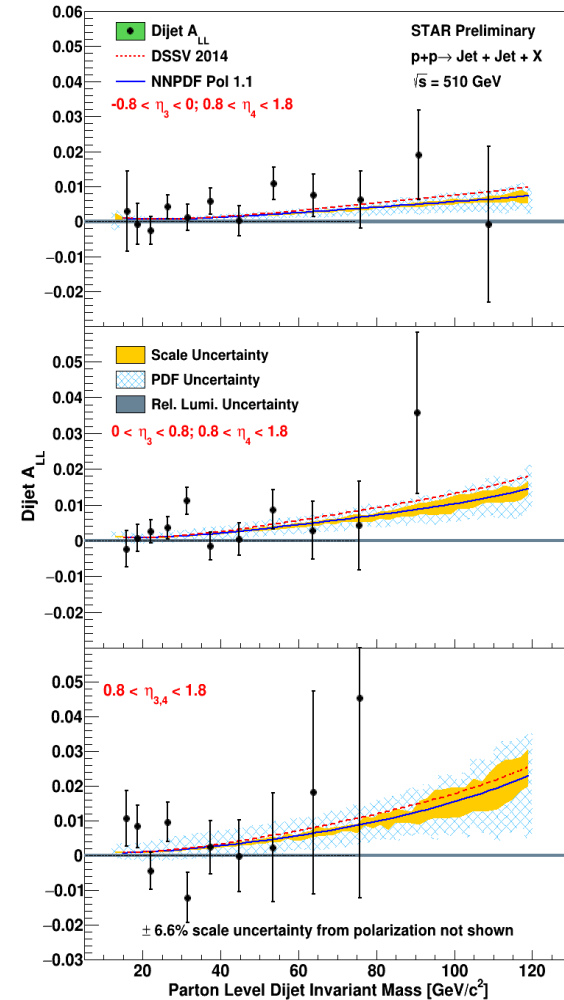 0.06
0.05
0.04
0.03
0.02
0.01
0
−0.01
−0.02
Dijet A_LL
DSSV 2014
NNPDF Pol 1.1
-0.8 < η_3 < 0; 0.8 < η_4 < 1.8
STAR Preliminary
p+p→ Jet + Jet + X
√s = 510 GeV
0.05
0.04
0.03
0.02
0.01
0
−0.01
−0.02
Scale Uncertainty
PDF Uncertainty
Rel. Lumi. Uncertainty
0 < η_3 < 0.8; 0.8 < η_4 < 1.8
Dijet A_LL
0.05
0.04
0.03
0.02
0.01
0
−0.01
−0.02
−0.03
0.8 < η_3,4 < 1.8
± 6.6% scale uncertainty from polarization not shown
20 40 60 80 100 120
Parton Level Dijet Invariant Mass [GeV/c²]